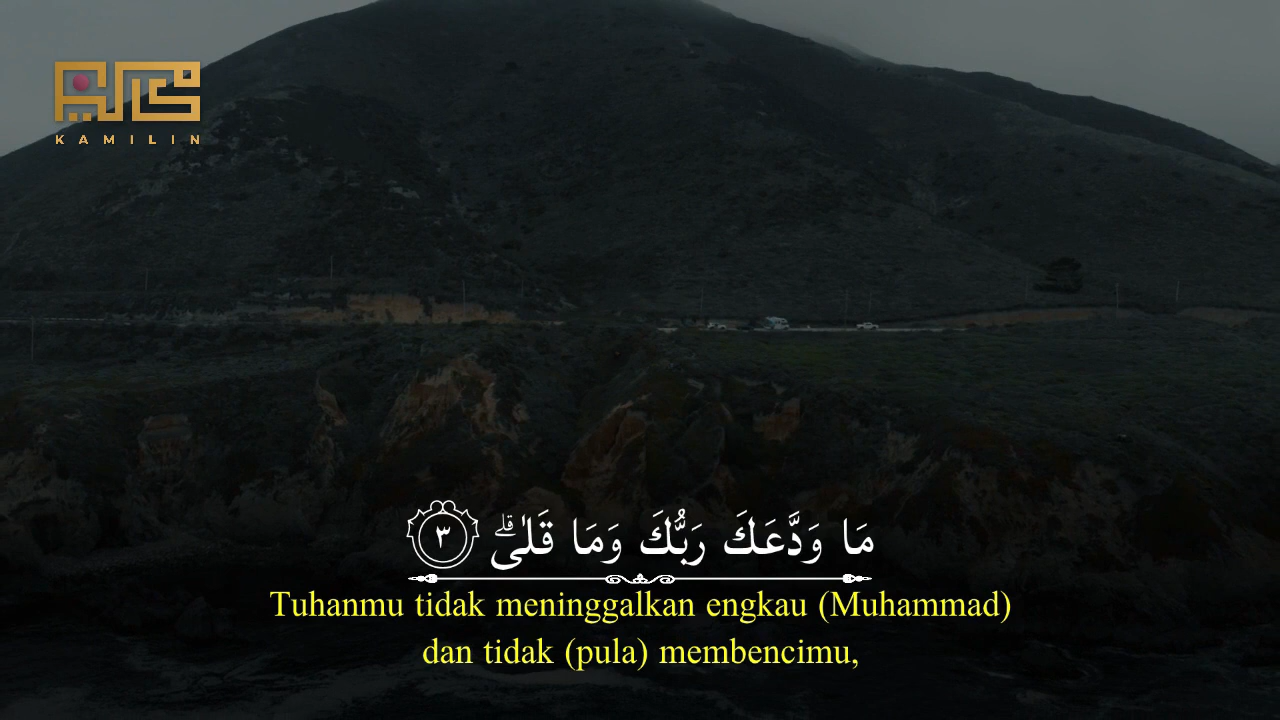 KAMILIN
مَا وَدَّعَكَ رَبُّكَ وَمَا قَلٰىۗ ٣
Tuhanmu tidak meninggalkan engkau (Muhammad)
dan tidak (pula) membencimu,